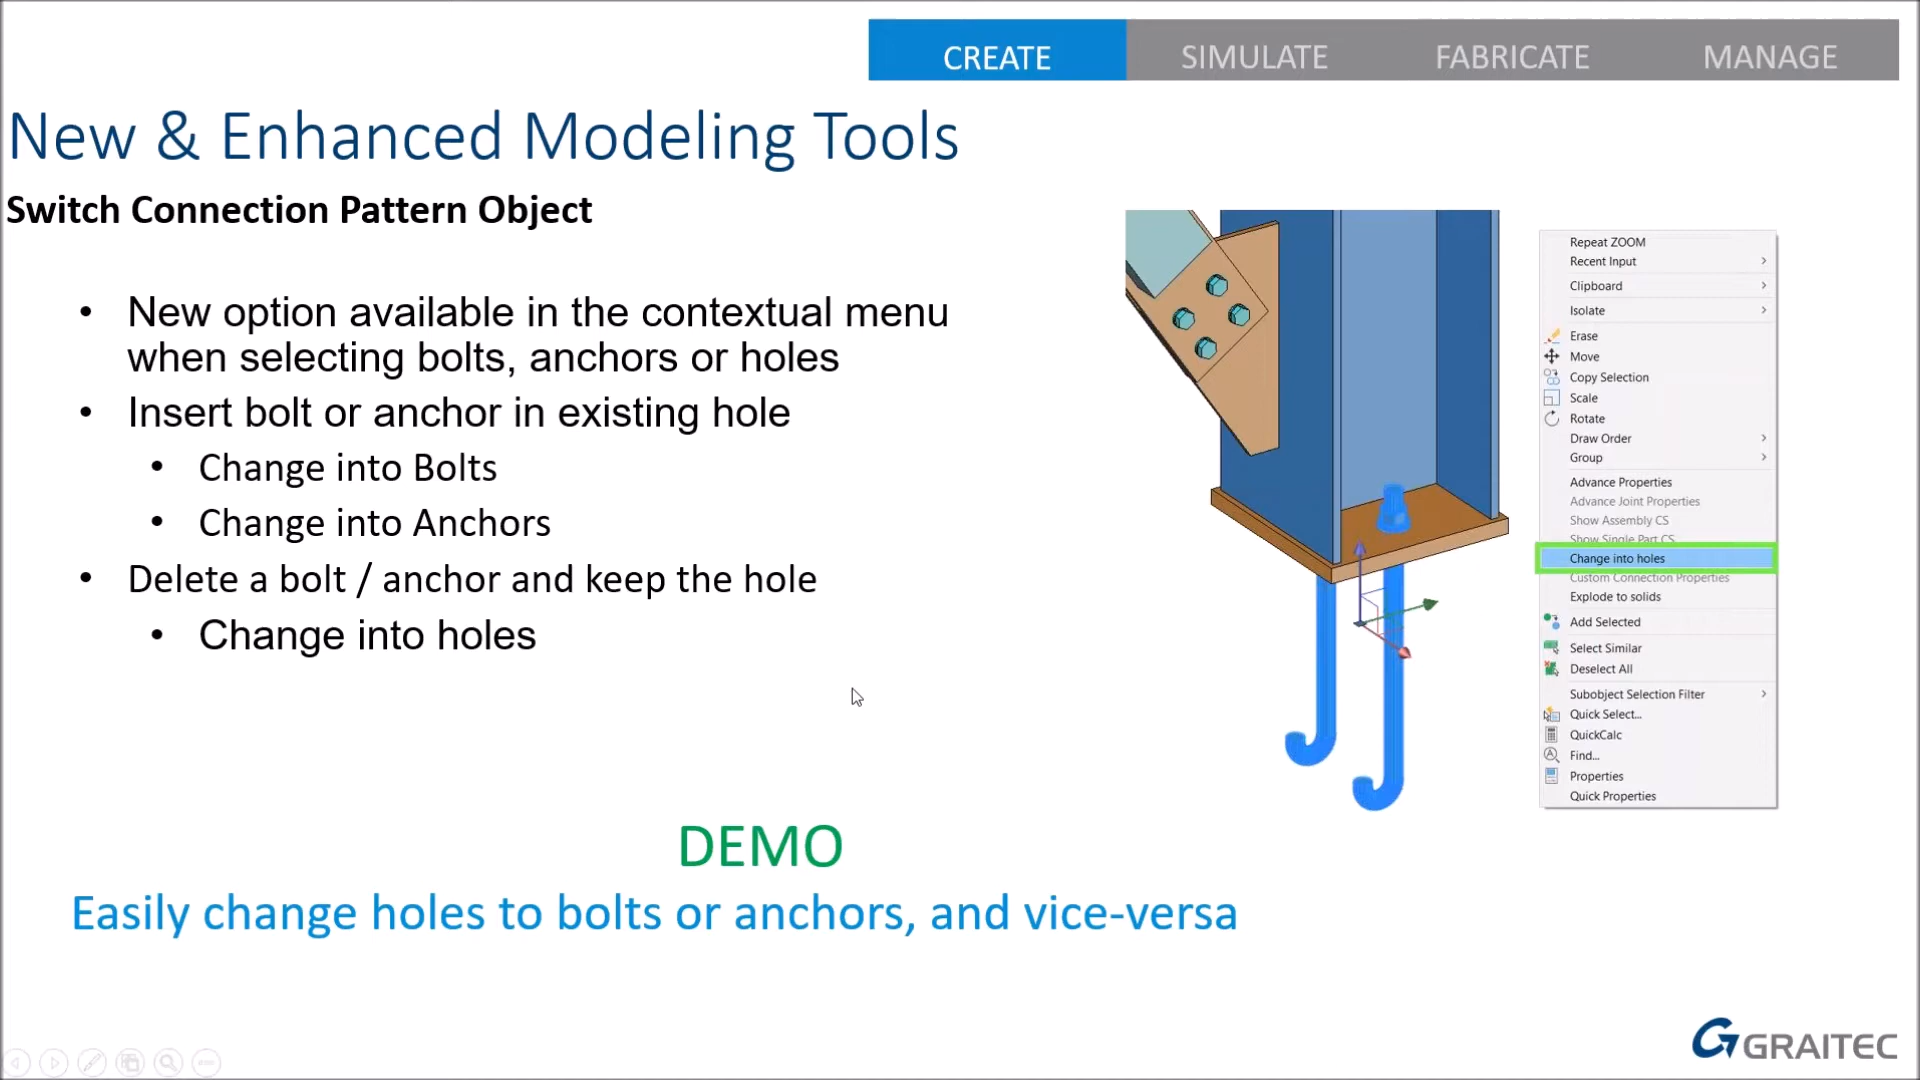 CREATE SIMULATE FABRICATE MANAGE
New & Enhanced Modeling Tools
Switch Connection Pattern Object
• New option available in the contextual menu
when selecting bolts, anchors or holes
• Insert bolt or anchor in existing hole
• Change into Bolts
• Change into Anchors
• Delete a bolt / anchor and keep the hole
• Change into holes
Repeat ZOOM
Recent Input
Clipboard
Isolate
Erase
Move
Copy Selection
Scale
Rotate
Draw Order
Group
Advance Properties
Advance Joint Properties
Show Assembly CS
Show Single Part CS
Change into holes
Custom Connection Properties
Explode to solids
Add Selected
Select Similar
Deselect All
Subobject Selection Filter
Quick Select...
QuickCalc
Find...
Properties
Quick Properties
DEMO
Easily change holes to bolts or anchors, and vice-versa
GRAITEC